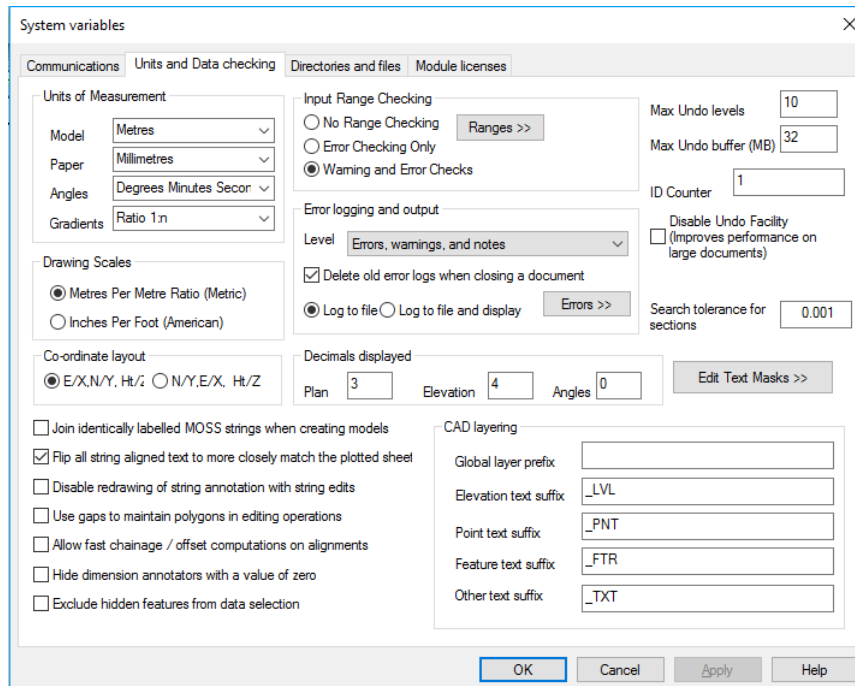 System variables
Communications
Units and Data checking
Directories and files
Module licenses
Units of Measurement
Model Metres
Paper Millimetres
Angles Degrees Minutes Secon
Gradients Ratio 1:n
Input Range Checking
No Range Checking
Ranges >>
Error Checking Only
Warning and Error Checks
Max Undo levels 10
Max Undo buffer (MB) 32
ID Counter 1
Disable Undo Facility
(Improves performance on
large documents)
Error logging and output
Level Errors, warnings, and notes
Delete old error logs when closing a document
Log to file Log to file and display Errors >>
Search tolerance for
sections 0.001
Drawing Scales
Metres Per Metre Ratio (Metric)
Inches Per Foot (American)
Co-ordinate layout
E/X,N/Y, Ht/Z N/Y,E/X, Ht/Z
Decimals displayed
Plan 3 Elevation 4 Angles 0
Edit Text Masks >>
Join identically labelled MOSS strings when creating models
Flip all string aligned text to more closely match the plotted sheet
Disable redrawing of string annotation with string edits
Use gaps to maintain polygons in editing operations
Allow fast chainage / offset computations on alignments
Hide dimension annotators with a value of zero
Exclude hidden features from data selection
CAD layering
Global layer prefix
Elevation text suffix _LVL
Point text suffix _PNT
Feature text suffix _FTR
Other text suffix _TXT
OK Cancel Apply Help